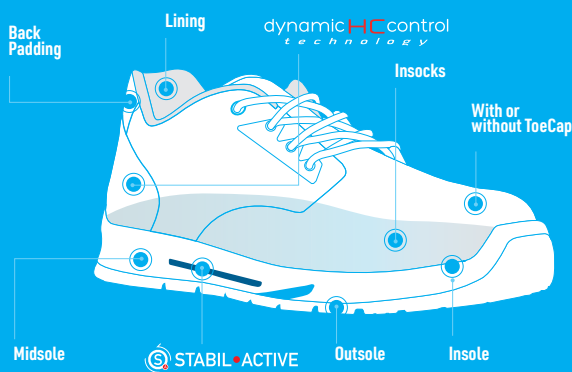 dynamic HC control
technology
Back
Padding
Lining
Insocks
With or
without ToeCap
Midsole
S STABIL•ACTIVE
Outsole
Insole